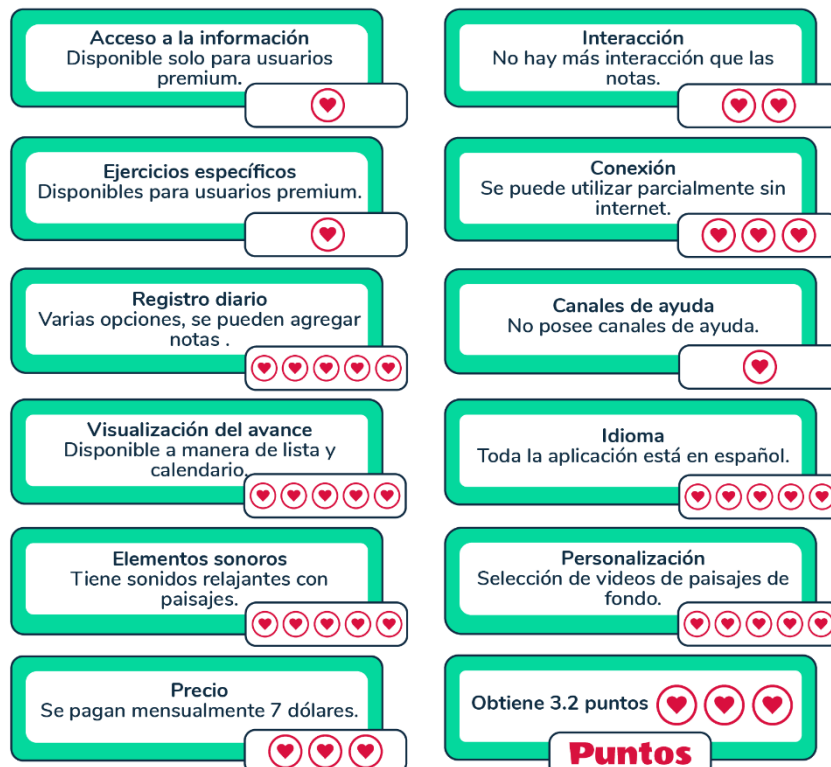 Acceso a la información
Disponible solo para usuarios
premium.
Ejercicios específicos
Disponibles para usuarios premium.
Registro diario
Varias opciones, se pueden agregar
notas .
Visualización del avance
Disponible a manera de lista y
calendario.
Elementos sonoros
Tiene sonidos relajantes con
paisajes.
Precio
Se pagan mensualmente 7 dólares.
Interacción
No hay más interacción que las
notas.
Conexión
Se puede utilizar parcialmente sin
internet.
Canales de ayuda
No posee canales de ayuda.
Idioma
Toda la aplicación está en español.
Personalización
Selección de videos de paisajes de
fondo.
Obtiene 3.2 puntos
Puntos